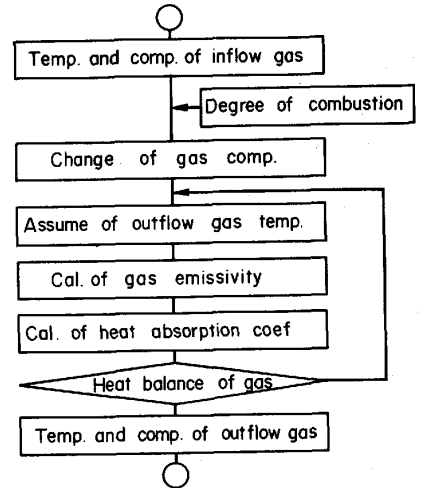 Temp. and comp. of inflow gas
Degree of combustion
Change of gas comp.
Assume of outflow gas temp.
Cal. of gas emissivity
Cal. of heat absorption coef
Heat balance of gas
Temp. and comp. of outflow gas